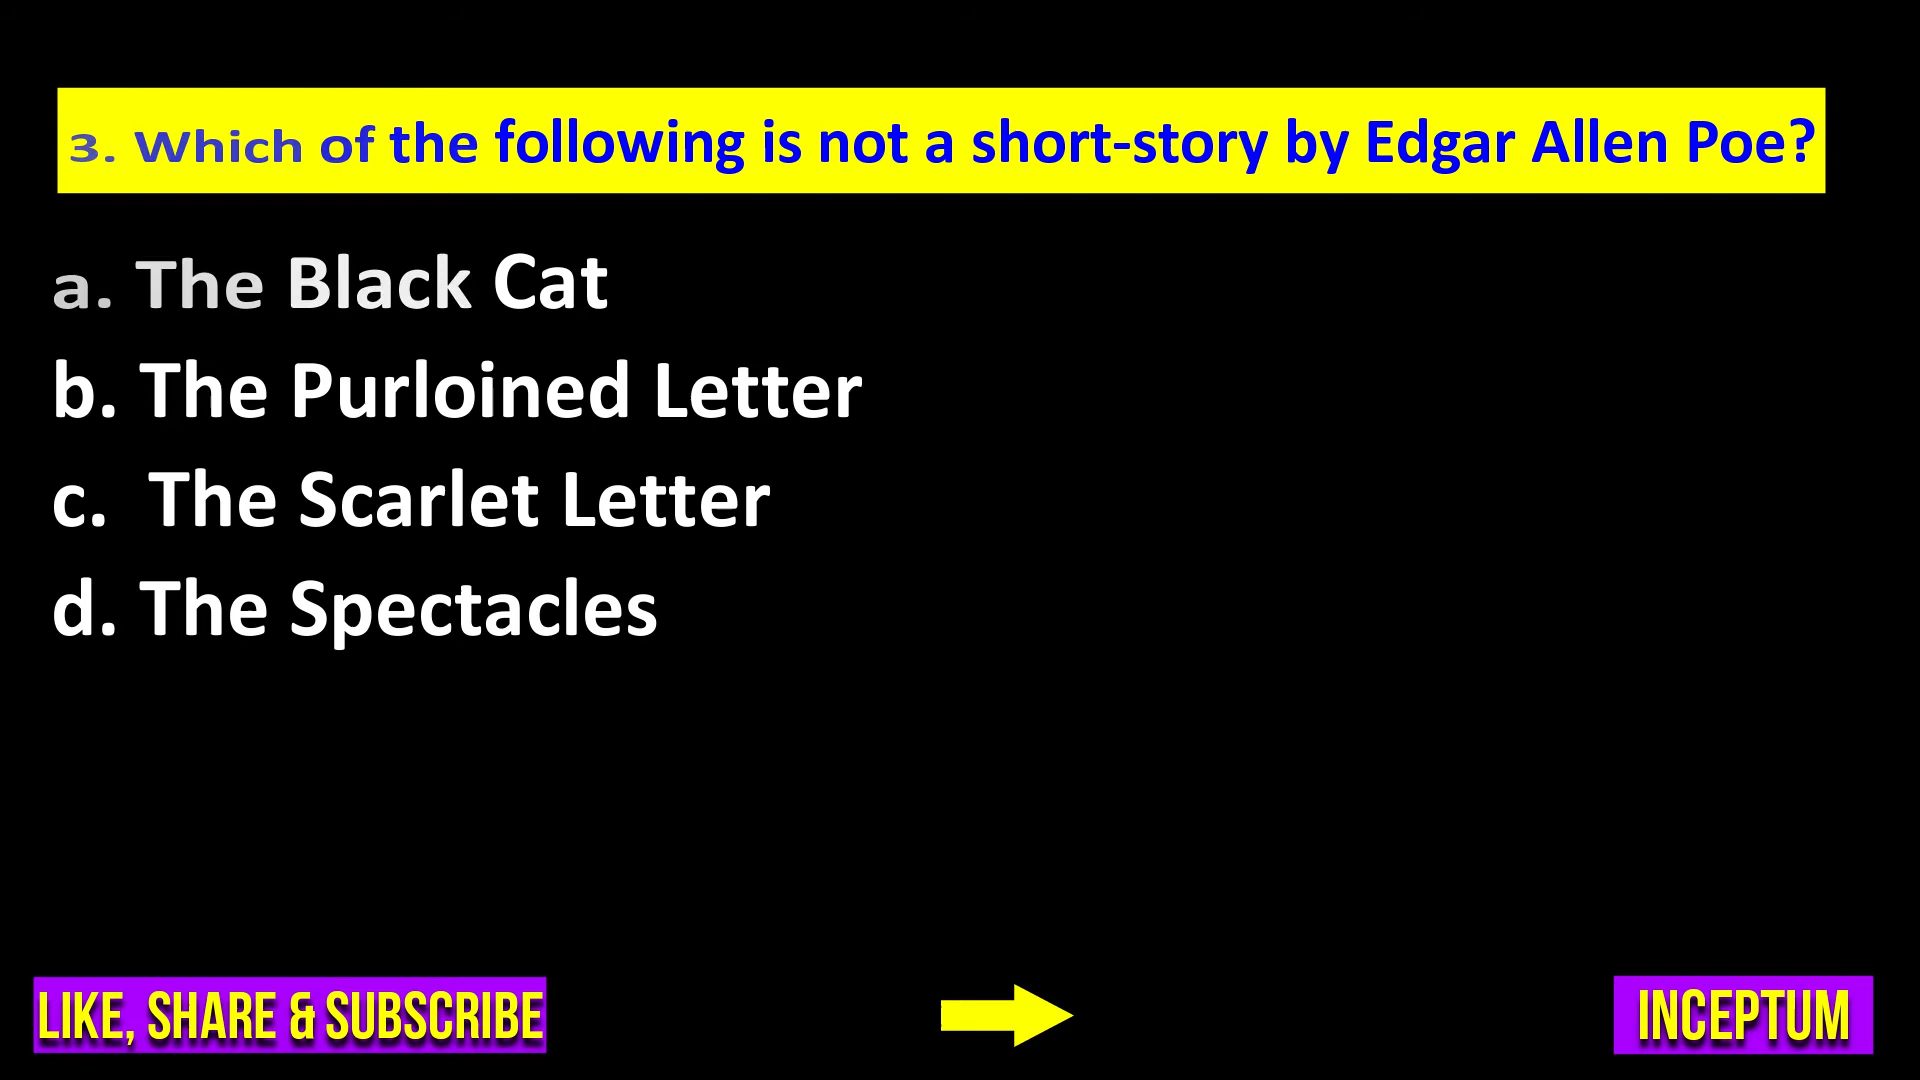 3. Which of the following is not a short-story by Edgar Allen Poe?
a. The Black Cat
b. The Purloined Letter
c. The Scarlet Letter
d. The Spectacles
LIKE, SHARE & SUBSCRIBE
INCEPTUM